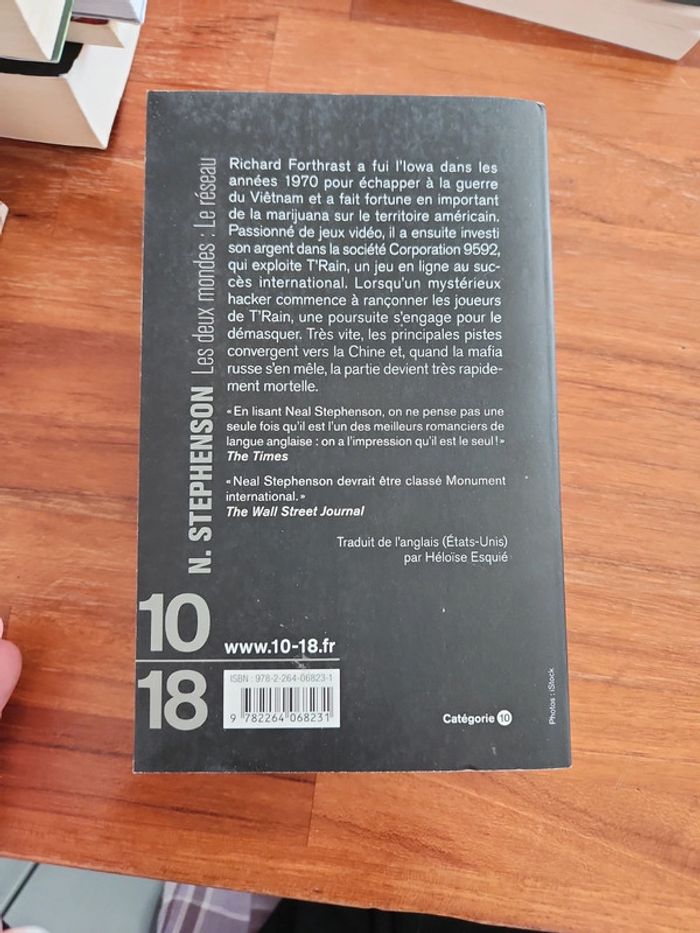 Richard Forthrast a fui l'Iowa dans les
années 1970 pour échapper à la guerre
du Viêtnam et a fait fortune en important
de la marijuana sur le territoire américain.
Passionné de jeux vidéo, il a ensuite investi
son argent dans la société Corporation 9592,
qui exploite T'Rain, un jeu en ligne au suc-
cès international. Lorsqu'un mystérieux
hacker commence à rançonner les joueurs
de T'Rain, une poursuite s'engage pour le
démasquer. Très vite, les principales pistes
convergent vers la Chine et, quand la mafia
russe s'en mêle, la partie devient très rapide-
ment mortelle.
« En lisant Neal Stephenson, on ne pense pas une
seule fois qu'il est l'un des meilleurs romanciers de
langue anglaise : on a l'impression qu'il est le seul ! »
The Times
« Neal Stephenson devrait être classé Monument
international. »
The Wall Street Journal
Traduit de l'anglais (États-Unis)
par Héloïse Esquié
N. STEPHENSON Les deux mondes : Le réseau
10
18
www.10-18.fr
ISBN : 978-2-264-06823-1
9 782264 068231
Catégorie 10
Photos : iStock